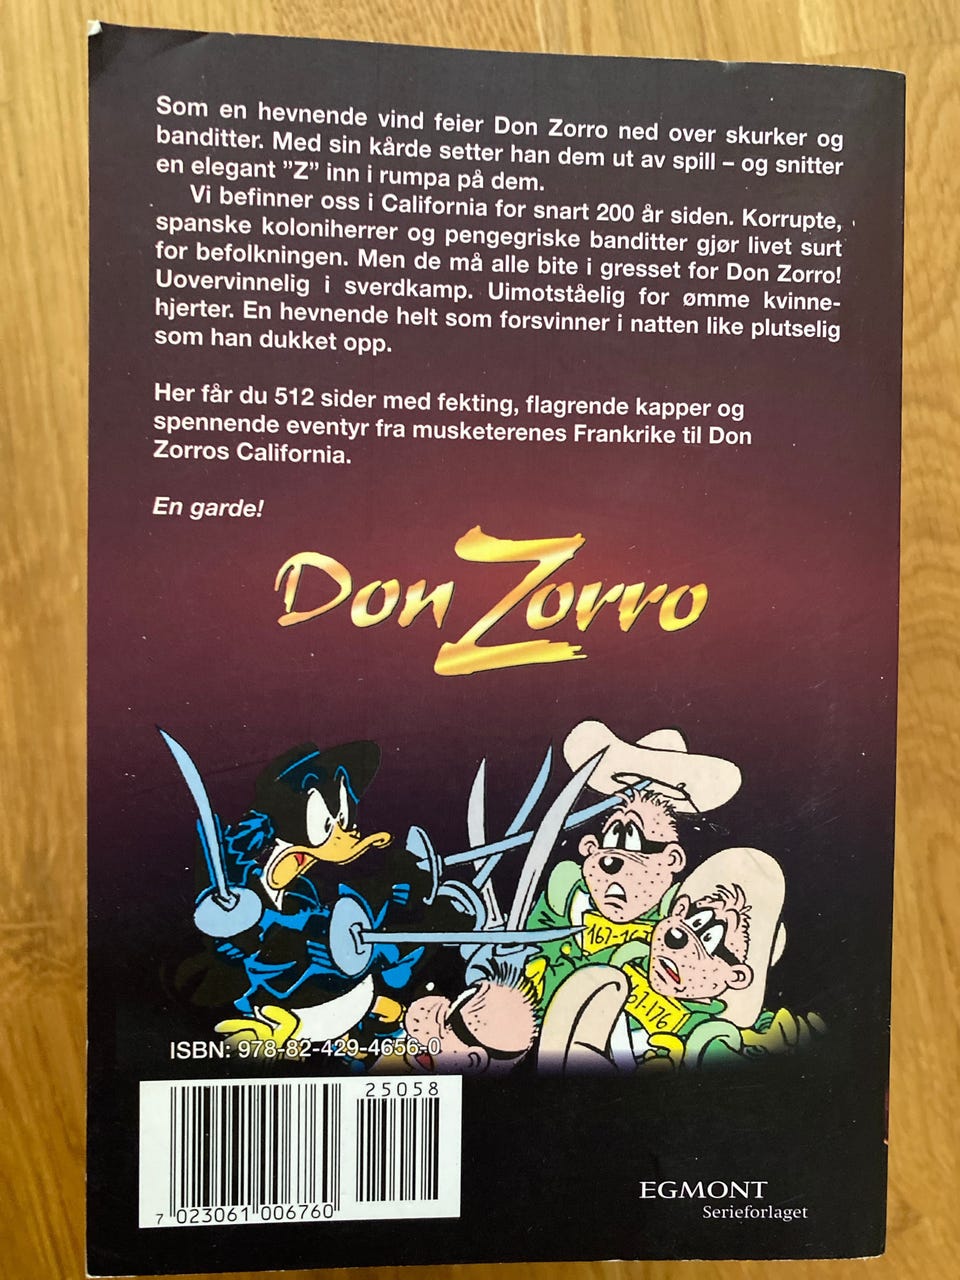 Som en hevnende vind feier Don Zorro ned over skurker og
banditter. Med sin kårde setter han dem ut av spill – og snitter
en elegant ”Z” inn i rumpa på dem.
Vi befinner oss i California for snart 200 år siden. Korrupte,
spanske koloniherrer og pengegriske banditter gjør livet surt
for befolkningen. Men de må alle bite i gresset for Don Zorro!
Uovervinnelig i sverdkamp. Uimotståelig for ømme kvinne-
hjerter. En hevnende helt som forsvinner i natten like plutselig
som han dukket opp.
Her får du 512 sider med fekting, flagrende kapper og
spennende eventyr fra musketerenes Frankrike til Don
Zorros California.
En garde!
Don Zorro
167-167
61-176
ISBN: 978-82-429-4656-0
25058
7 023061 006760
EGMONT
Serieforlaget